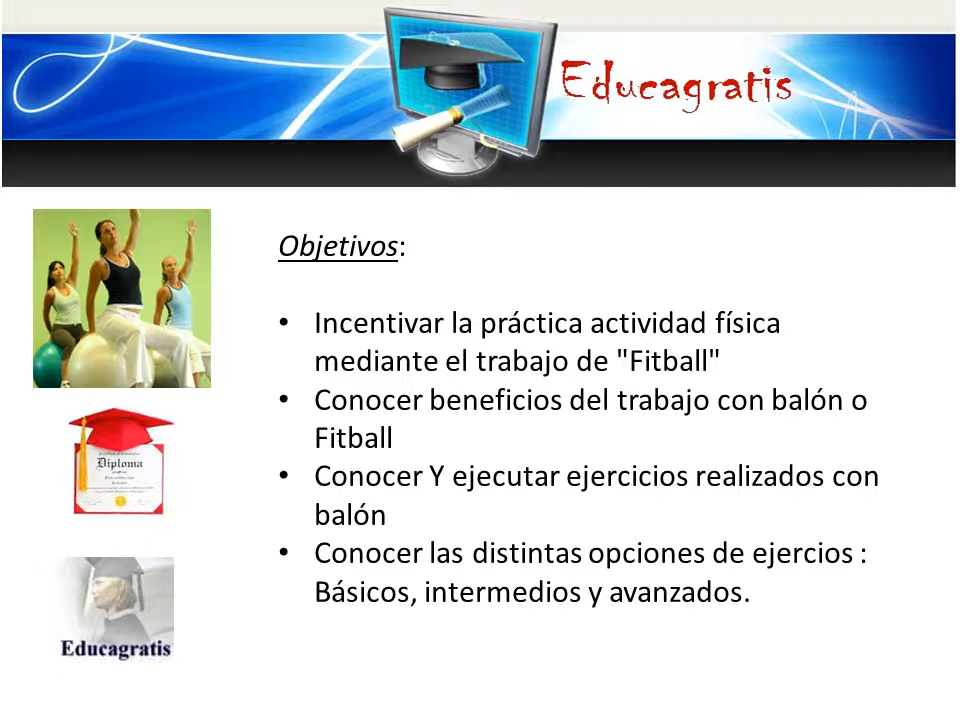 Educagratis
Objetivos:
• Incentivar la práctica actividad física
mediante el trabajo de "Fitball"
• Conocer beneficios del trabajo con balón o
Fitball
• Conocer Y ejecutar ejercicios realizados con
balón
• Conocer las distintas opciones de ejercios :
Básicos, intermedios y avanzados.
Diploma
Educagratis